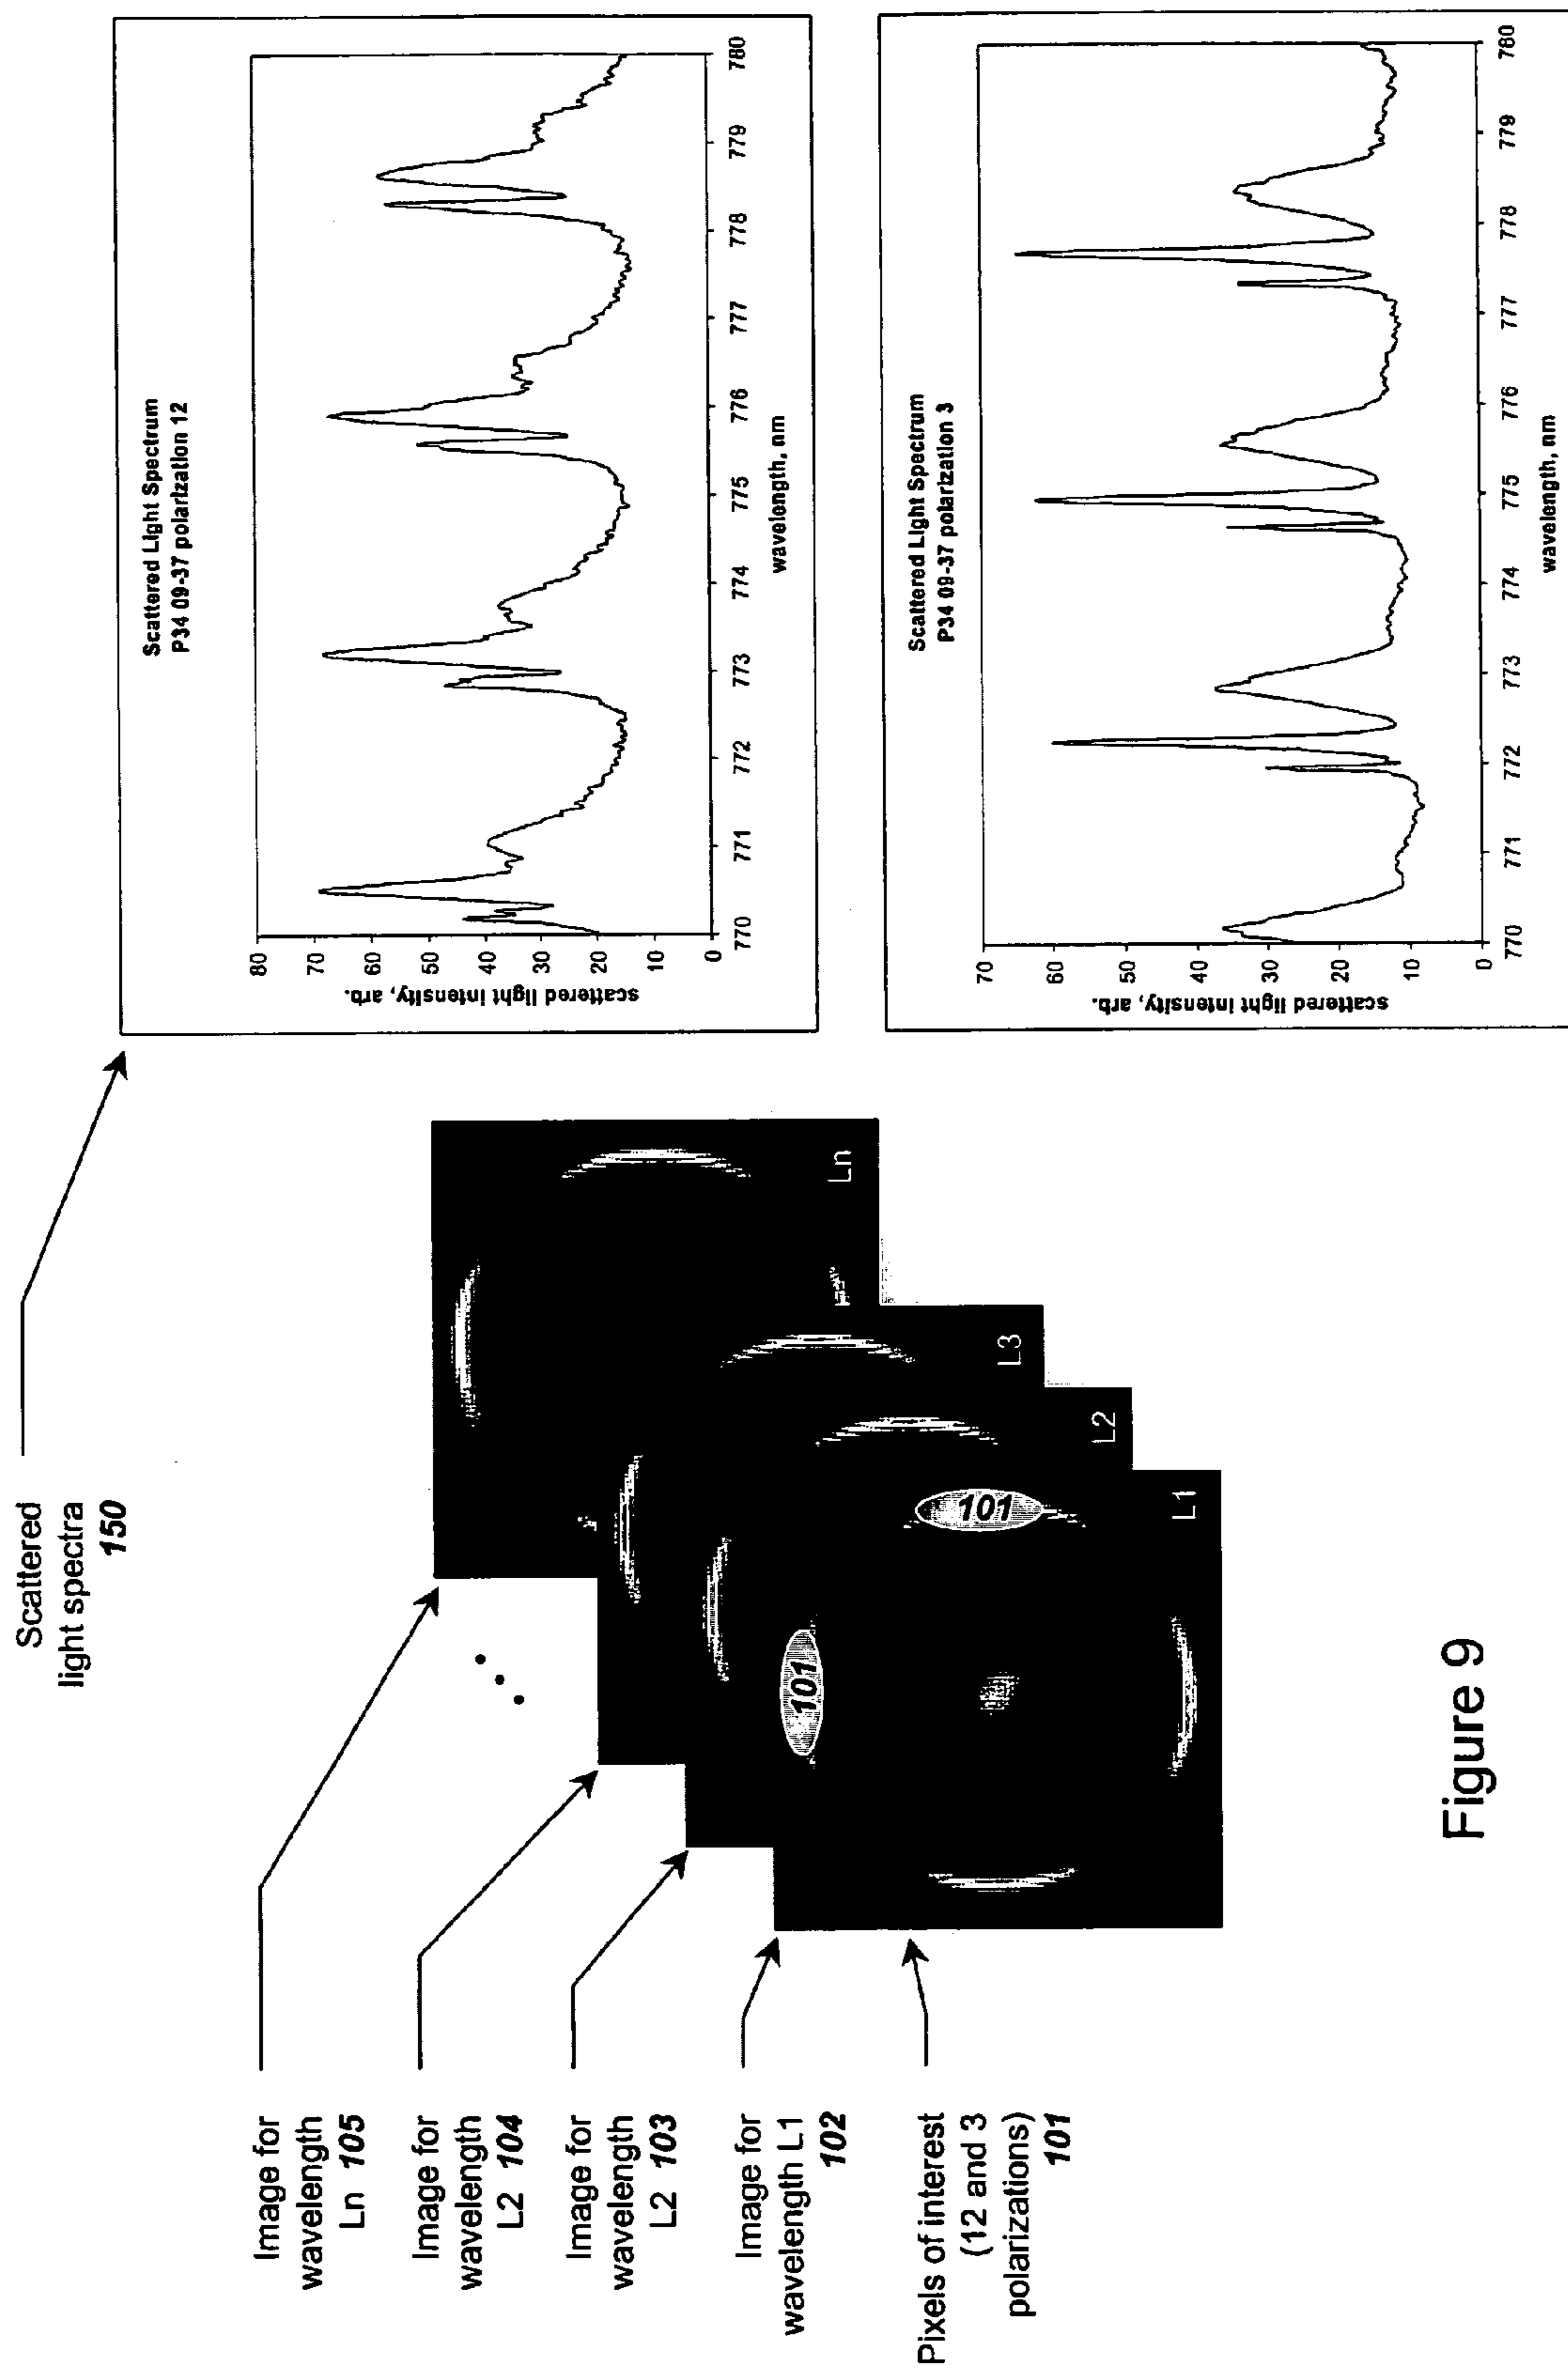 Scattered
light spectra
150
Image for
wavelength
Ln 105
Image for
wavelength
L2 104
Image for
wavelength
L2 103
Image for
wavelength L1
102
Pixels of interest
(12 and 3
polarizations)
101
Ln
L3
L2
L1
101
101
Scattered Light Spectrum
P34 09-37 polarization 12
scattered light intensity, arb.
80
70
60
50
40
30
20
10
0
770
771
772
773
774
775
776
777
778
779
780
wavelength, nm
Scattered Light Spectrum
P34 09-37 polarization 3
scattered light intensity, arb.
70
60
50
40
30
20
10
0
770
771
772
773
774
775
776
777
778
779
780
wavelength, nm
Figure 9